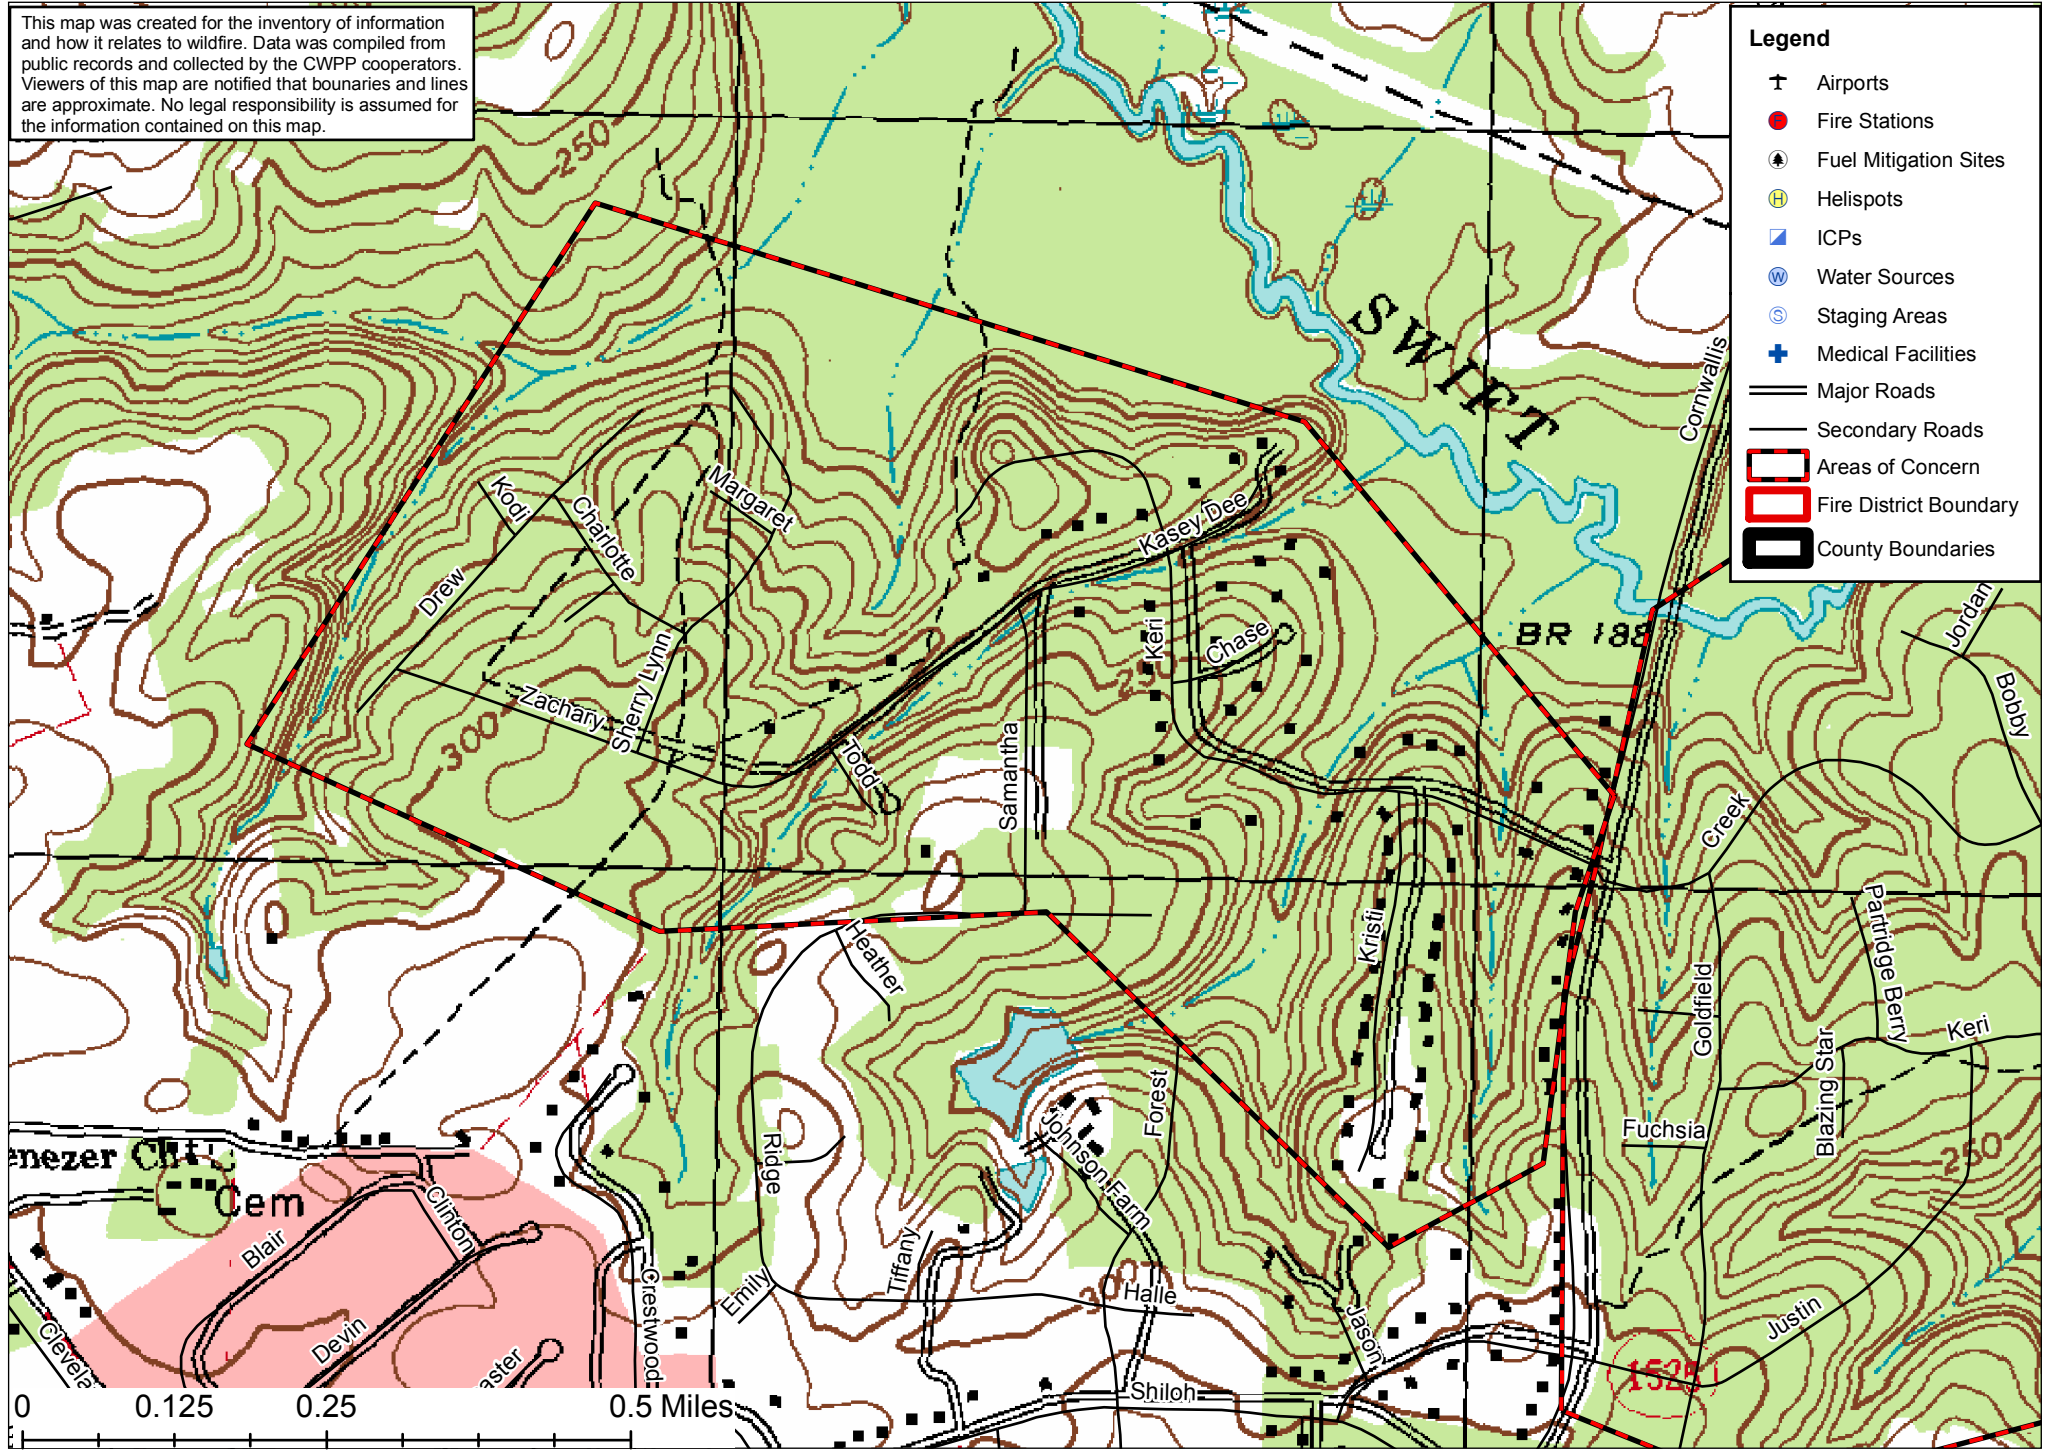 This map was created for the inventory of information
and how it relates to wildfire. Data was compiled from
public records and collected by the CWPP cooperators.
Viewers of this map are notified that bounaries and lines
are approximate. No legal responsibility is assumed for
the information contained on this map.
Legend
Airports
F Fire Stations
Fuel Mitigation Sites
H Helispots
ICPs
W Water Sources
S Staging Areas
Medical Facilities
Major Roads
Secondary Roads
Areas of Concern
Fire District Boundary
County Boundaries
250
SWIFT
Cornwallis
Kodi
Charlotte
Margaret
Kasey Dee
Drew
Keri
Chase
BR 188
Jordan
Bobby
Zachary
Sherry Lynn
300
Todd
Samantha
Creek
Heather
Kristi
Partridge Berry
Goldfield
Keri
Blazing Star
Forest
Fuchsia
250
Johnson Farm
Ridge
nezer Ch
Cem
Clinton
Blair
Tiffany
Emily
Crestwood
Halle
Devin
Jason
Justin
Clevela
aster
1525
Shiloh
0 0.125 0.25 0.5 Miles